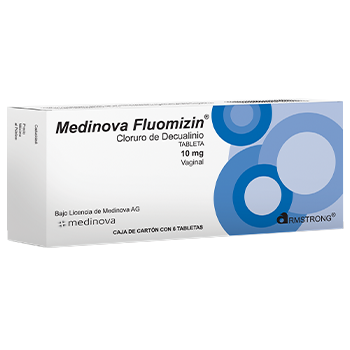 Medinova Fluomizin®
Cloruro de Decualinio
TABLETA
10 mg
Vaginal
Bajo Licencia de Medinova AG
medinova
ARMSTRONG®
CAJA DE CARTÓN CON 6 TABLETAS